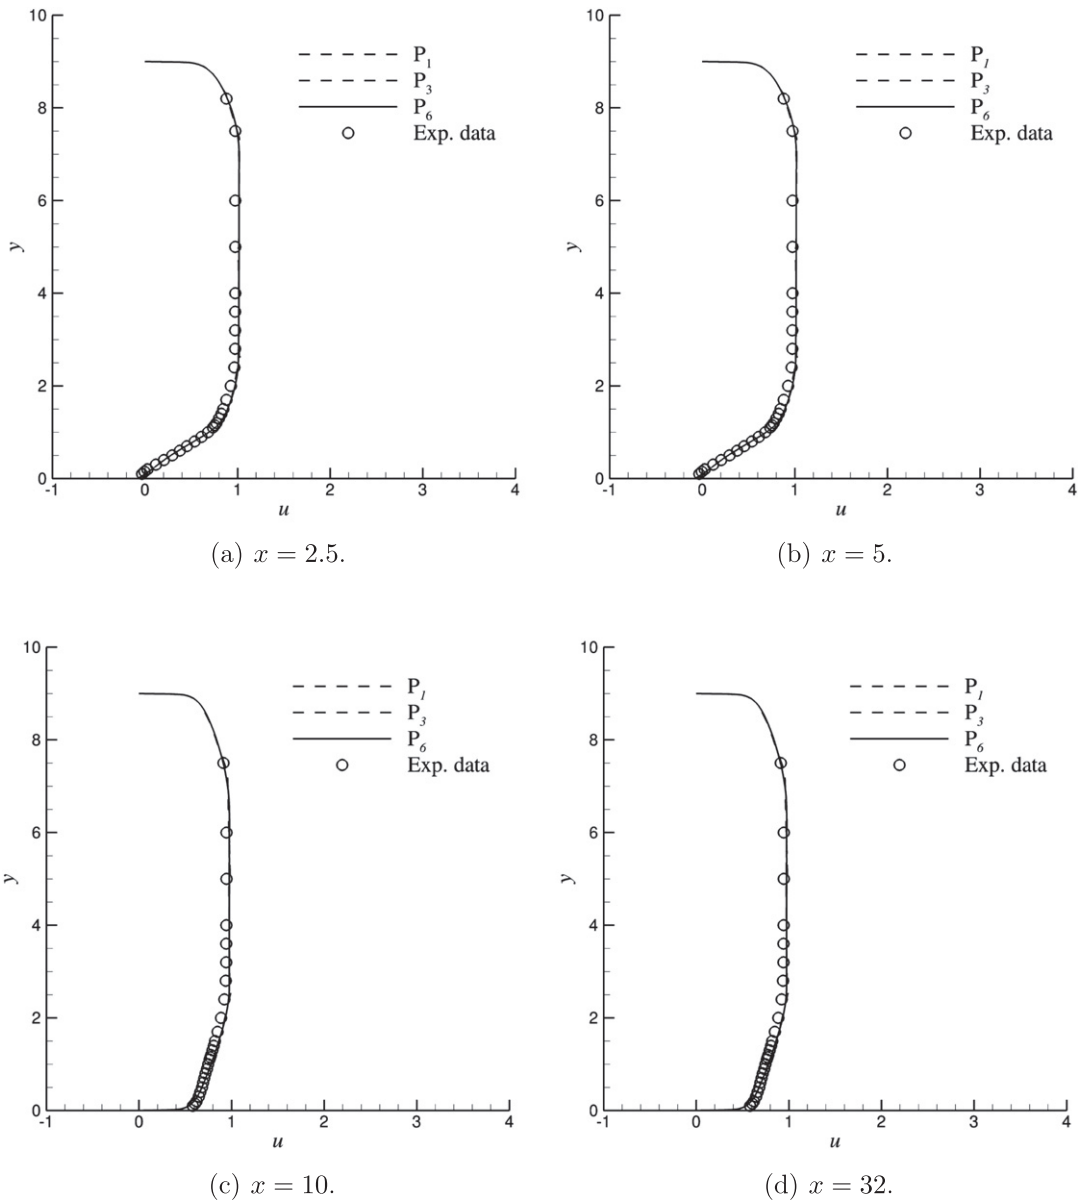 10
8
6
4
2
0
y
-1 0 1 2 3 4
u
P₁
P₃
P₆
Exp. data
(a) x = 2.5.
10
8
6
4
2
0
y
-1 0 1 2 3 4
u
P₁
P₃
P₆
Exp. data
(b) x = 5.
10
8
6
4
2
0
y
-1 0 1 2 3 4
u
P₁
P₃
P₆
Exp. data
(c) x = 10.
10
8
6
4
2
0
y
-1 0 1 2 3 4
u
P₁
P₃
P₆
Exp. data
(d) x = 32.